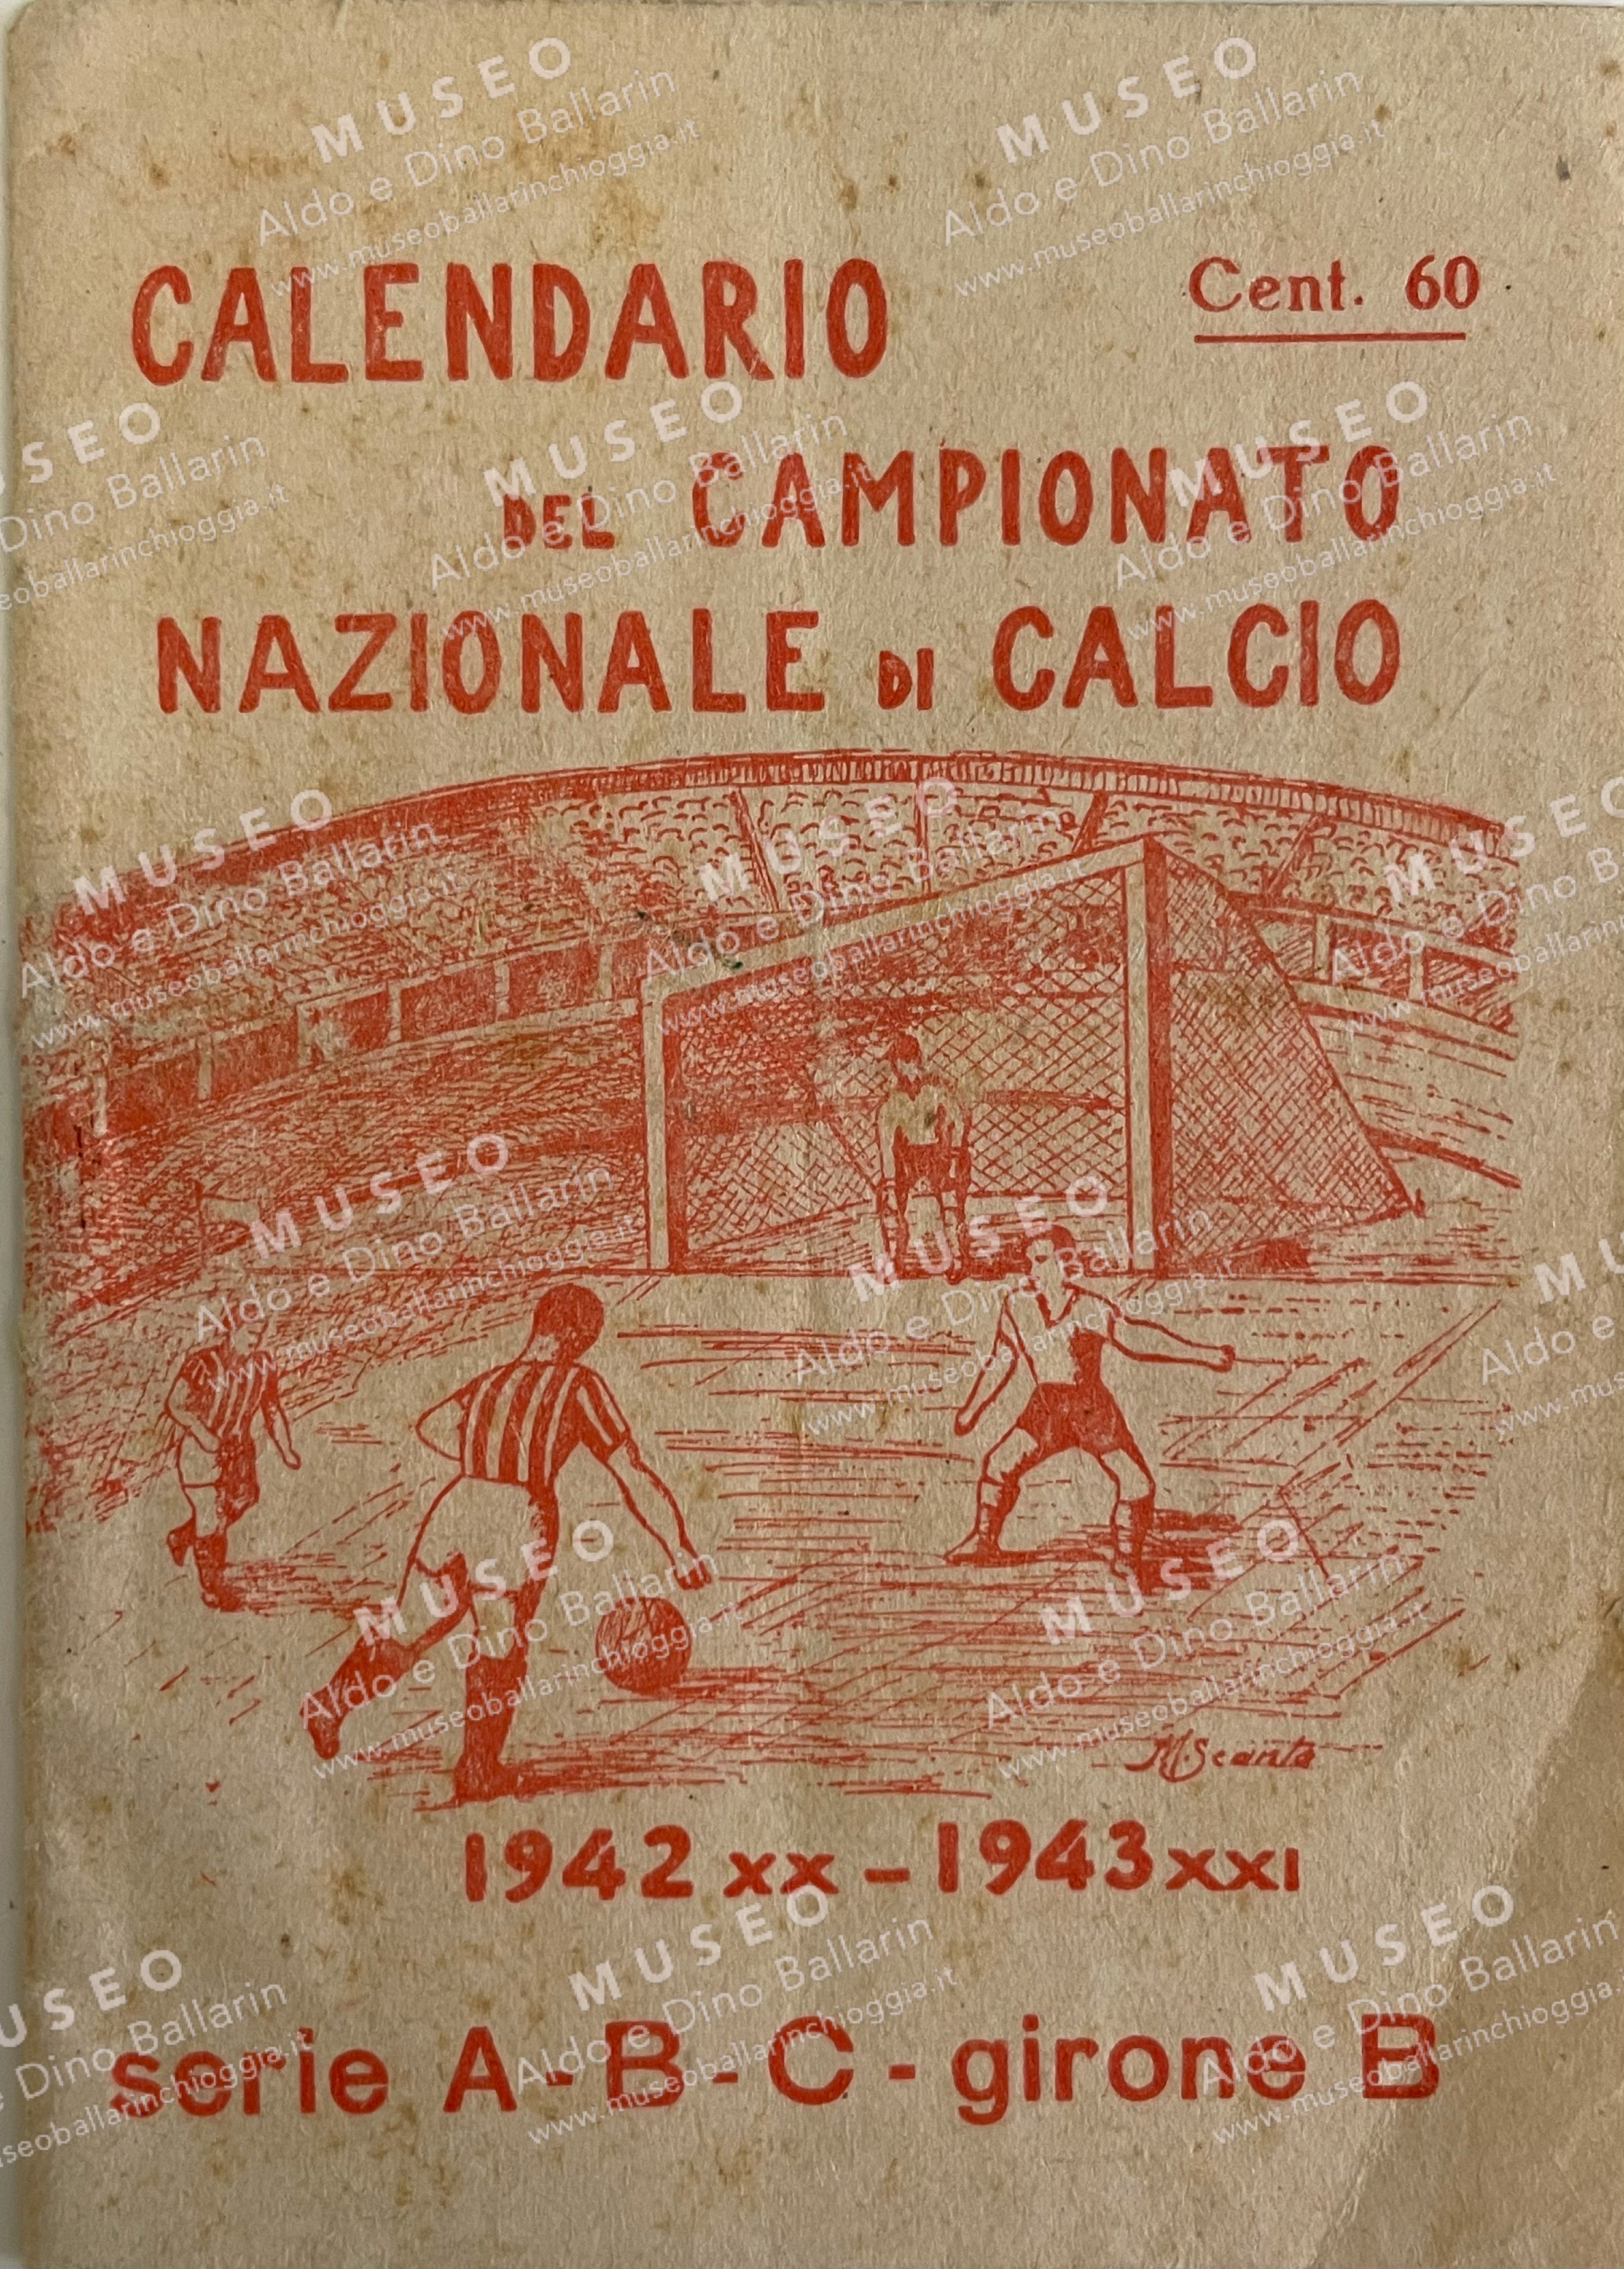 CALENDARIO
Cent. 60
DEL CAMPIONATO
NAZIONALE DI CALCIO
1942 XX - 1943 XXI
serie A-B-C - girone B
MUSEO
Aldo e Dino Ballarin
www.museoballarinchioggia.it